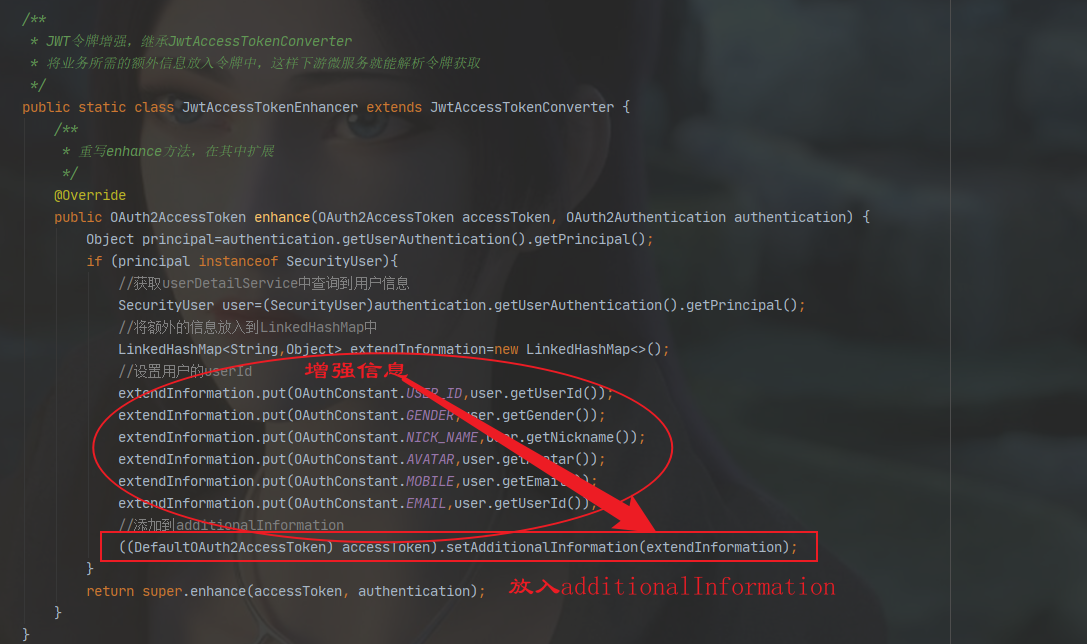 /**
 * JWT令牌增强，继承JwtAccessTokenConverter
 * 将业务所需的额外信息放入令牌中，这样下游微服务就能解析令牌获取
 */
public static class JwtAccessTokenEnhancer extends JwtAccessTokenConverter {
    /**
     * 重写enhance方法，在其中扩展
     */
    @Override
    public OAuth2AccessToken enhance(OAuth2AccessToken accessToken, OAuth2Authentication authentication) {
        Object principal=authentication.getUserAuthentication().getPrincipal();
        if (principal instanceof SecurityUser){
            //获取userDetailService中查询到用户信息
            SecurityUser user=(SecurityUser)authentication.getUserAuthentication().getPrincipal();
            //将额外的信息放入到LinkedHashMap中
            LinkedHashMap<String,Object> extendInformation=new LinkedHashMap<>();
            //设置用户的userId
增强信息
            extendInformation.put(OAuthConstant.USER_ID,user.getUserId());
            extendInformation.put(OAuthConstant.GENDER,user.getGender());
            extendInformation.put(OAuthConstant.NICK_NAME,user.getNickname());
            extendInformation.put(OAuthConstant.AVATAR,user.getAvatar());
            extendInformation.put(OAuthConstant.MOBILE,user.getEmail());
            extendInformation.put(OAuthConstant.EMAIL,user.getUserId());
            //添加到additionalInformation
            ((DefaultOAuth2AccessToken) accessToken).setAdditionalInformation(extendInformation);
        }
        return super.enhance(accessToken, authentication);
放入additionalInformation
    }
}